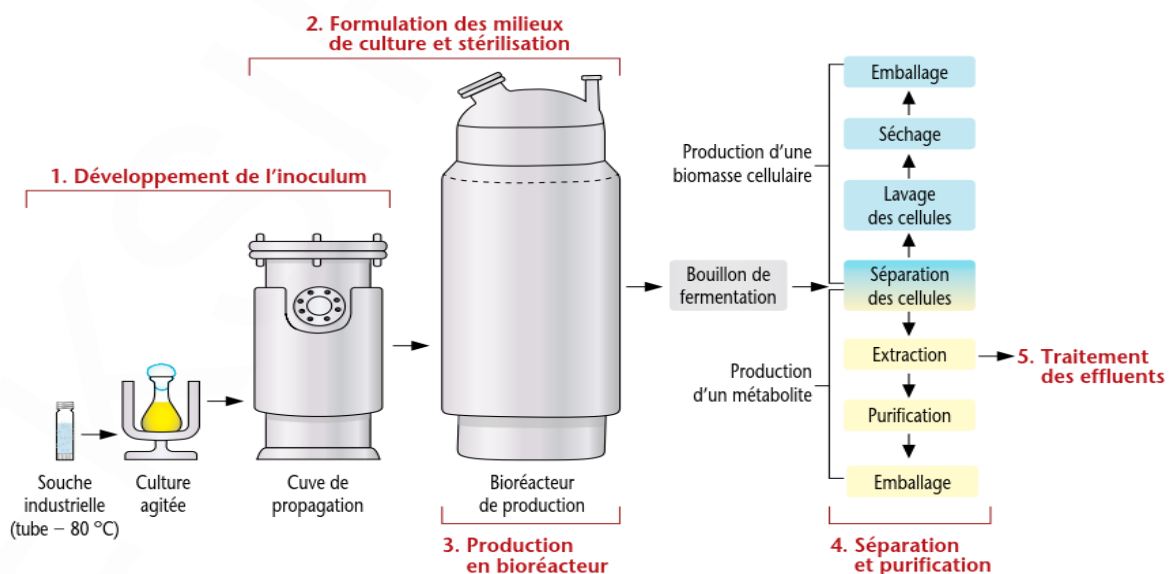 2. Formulation des milieux
de culture et stérilisation
1. Développement de l'inoculum
Souche
industrielle
(tube – 80 °C)
Culture
agitée
Cuve de
propagation
Bioréacteur
de production
3. Production
en bioréacteur
Bouillon de
fermentation
Production d'une
biomasse cellulaire
Emballage
Séchage
Lavage
des cellules
Séparation
des cellules
Production
d'un métabolite
Extraction
Purification
Emballage
5. Traitement
des effluents
4. Séparation
et purification